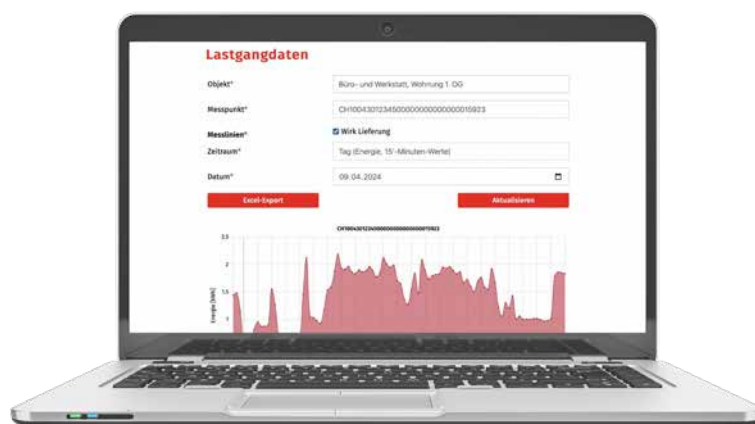 Lastgangdaten
Objekt* Büro- und Werkstatt, Wohnung 1. OG
Messpunkt* CH1004301234500000000000000015923
Messlinien* Wirk Lieferung
Zeitraum* Tag (Energie, 15'-Minuten-Werte)
Datum* 09.04.2024
Excel-Export Aktualisieren
CH1004301234500000000000000015923
2.5
2
1.5
1
Energie [kWh]